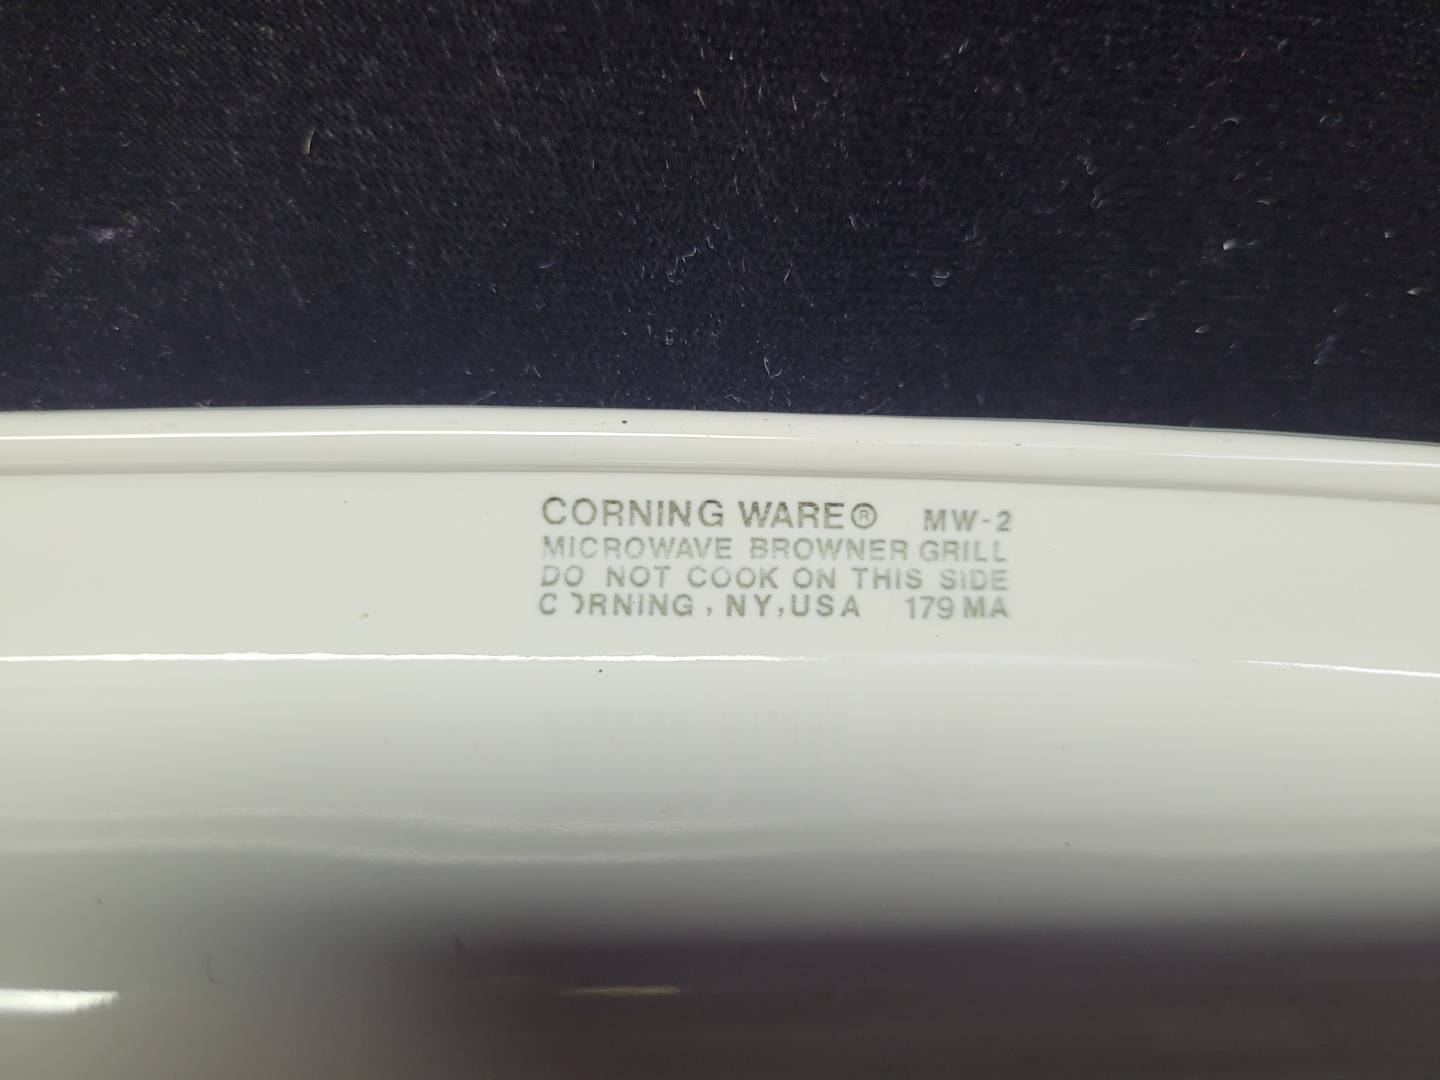 CORNING WARE® MW-2
MICROWAVE BROWNER GRILL
DO NOT COOK ON THIS SIDE
CORNING, NY, USA 179 MA